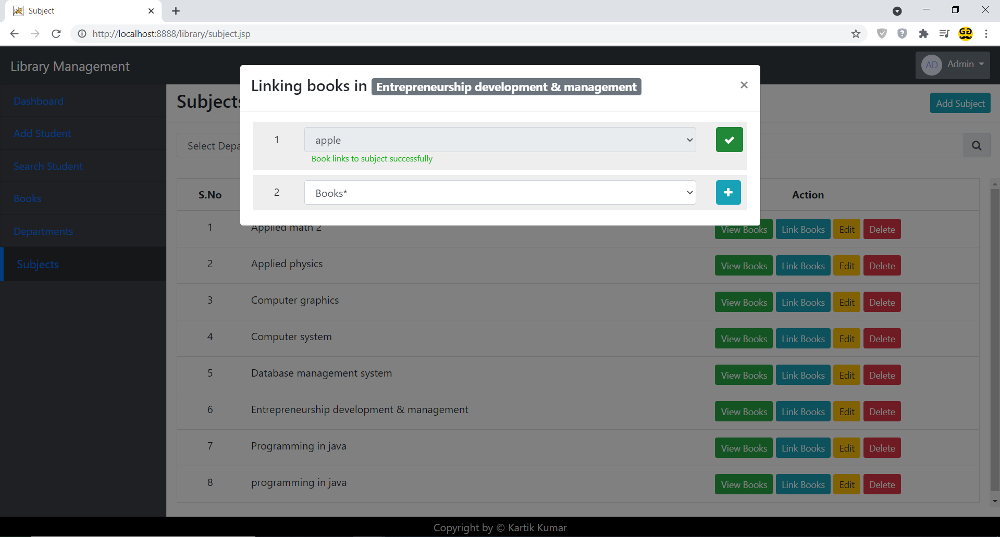 Subject
http://localhost:8888/library/subject.jsp
Library Management
AD Admin
Linking books in Entrepreneurship development & management ×
1 apple
Book links to subject successfully
2 Books*
Dashboard
Add Student
Search Student
Books
Departments
Subjects
Subjects Add Subject
Select Depa
S.No Action
1 Applied math 2 View Books Link Books Edit Delete
2 Applied physics View Books Link Books Edit Delete
3 Computer graphics View Books Link Books Edit Delete
4 Computer system View Books Link Books Edit Delete
5 Database management system View Books Link Books Edit Delete
6 Entrepreneurship development & management View Books Link Books Edit Delete
7 Programming in java View Books Link Books Edit Delete
8 programming in java View Books Link Books Edit Delete
Copyright by © Kartik Kumar